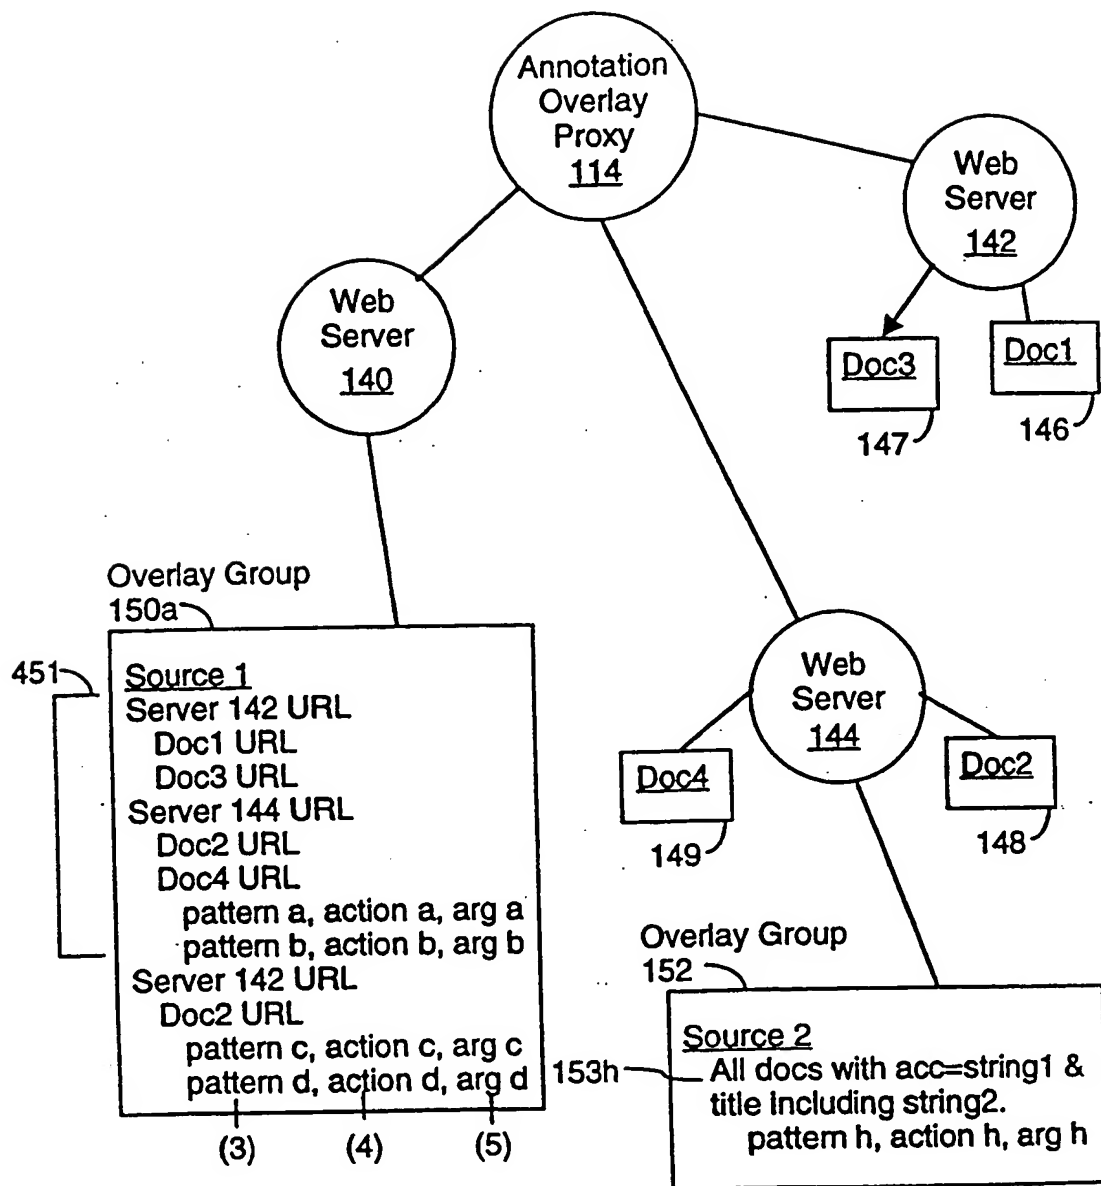 Annotation
Overlay
Proxy
114
Web
Server
142
Web
Server
140
Doc3
Doc1
147
146
Overlay Group
150a
451
Source 1
Server 142 URL
Doc1 URL
Doc3 URL
Server 144 URL
Doc2 URL
Doc4 URL
pattern a, action a, arg a
pattern b, action b, arg b
Server 142 URL
Doc2 URL
pattern c, action c, arg c
pattern d, action d, arg d
(3)
(4)
(5)
Web
Server
144
Doc4
Doc2
149
148
Overlay Group
152
153h
Source 2
All docs with acc=string1 &
title Including string2.
pattern h, action h, arg h